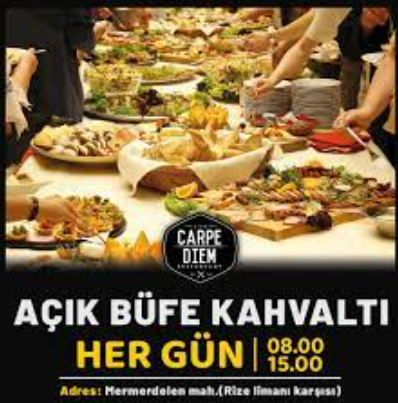 CARPE
DIEM
RESTAURANT
AÇIK BÜFE KAHVALTI
HER GÜN | 08.00
15.00
Adres: Mermerdelen mah.(Rize limanı karşısı)